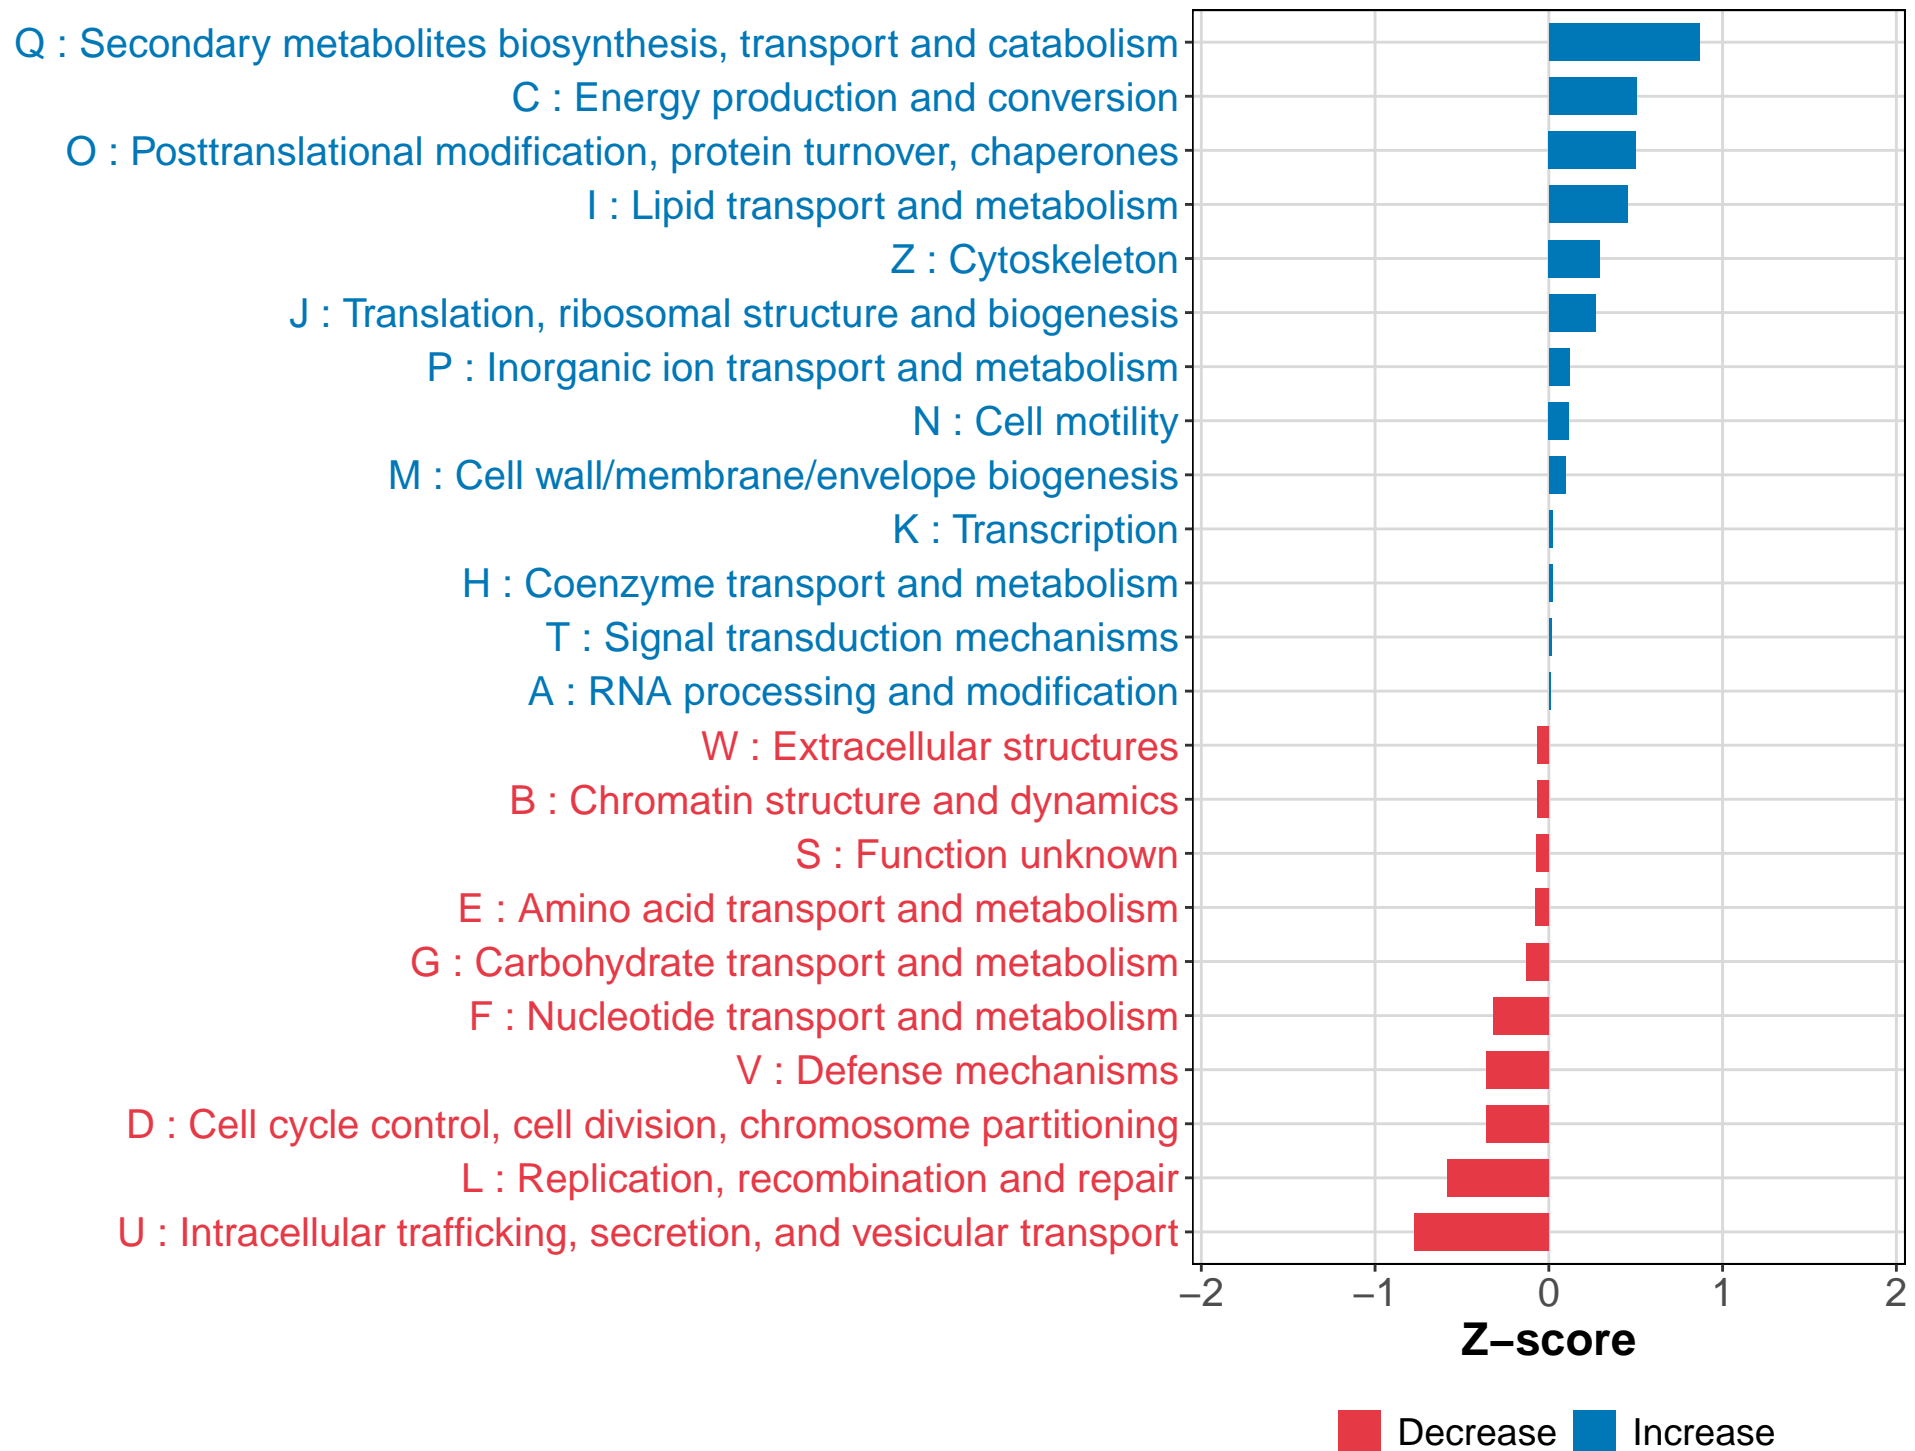 Q : Secondary metabolites biosynthesis, transport and catabolism
C : Energy production and conversion
O : Posttranslational modification, protein turnover, chaperones
I : Lipid transport and metabolism
Z : Cytoskeleton
J : Translation, ribosomal structure and biogenesis
P : Inorganic ion transport and metabolism
N : Cell motility
M : Cell wall/membrane/envelope biogenesis
K : Transcription
H : Coenzyme transport and metabolism
T : Signal transduction mechanisms
A : RNA processing and modification
W : Extracellular structures
B : Chromatin structure and dynamics
S : Function unknown
E : Amino acid transport and metabolism
G : Carbohydrate transport and metabolism
F : Nucleotide transport and metabolism
V : Defense mechanisms
D : Cell cycle control, cell division, chromosome partitioning
L : Replication, recombination and repair
U : Intracellular trafficking, secretion, and vesicular transport
−2 −1 0 1 2
Z−score
Decrease Increase